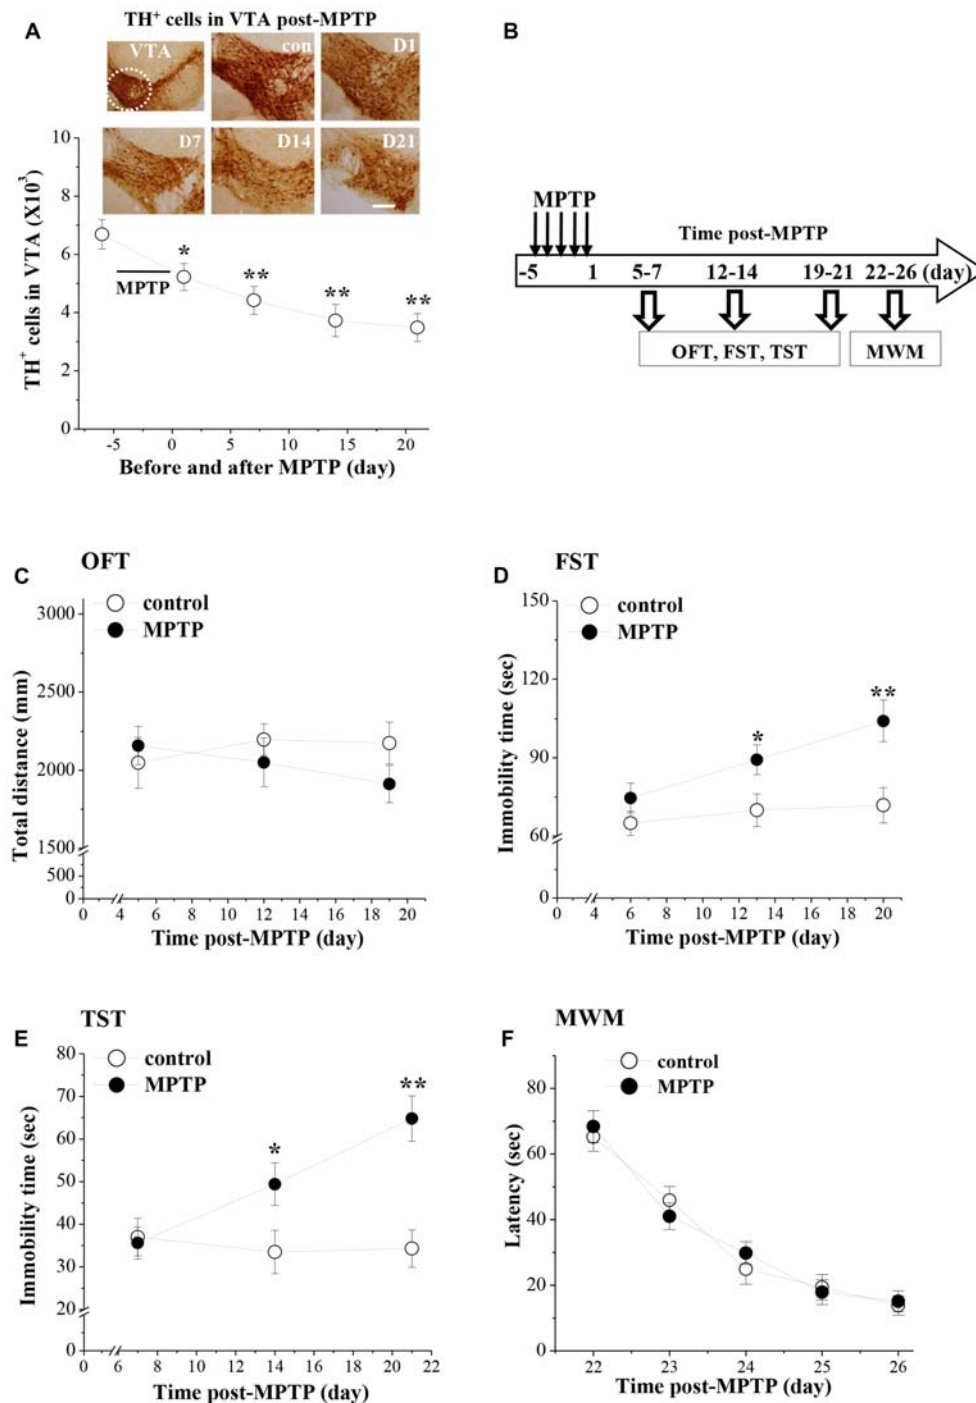 A
TH+ cells in VTA post-MPTP
VTA
con
D1
D7
D14
D21
10
8
6
4
2
0
TH+ cells in VTA (X10³)
*
**
**
**
MPTP
-5
0
5
10
15
20
Before and after MPTP (day)
B
MPTP
Time post-MPTP
-5
1
5-7
12-14
19-21
22-26 (day)
OFT, FST, TST
MWM
C
OFT
control
MPTP
3000
2500
2000
1500
500
0
Total distance (mm)
0
4
6
8
10
12
14
16
18
20
Time post-MPTP (day)
D
FST
control
MPTP
150
120
90
60
0
Immobility time (sec)
*
**
0
4
6
8
10
12
14
16
18
20
Time post-MPTP (day)
E
TST
control
MPTP
80
70
60
50
40
30
20
0
Immobility time (sec)
*
**
0
6
8
10
12
14
16
18
20
22
Time post-MPTP (day)
F
MWM
control
MPTP
80
60
40
20
0
Latency (sec)
22
23
24
25
26
Time post-MPTP (day)